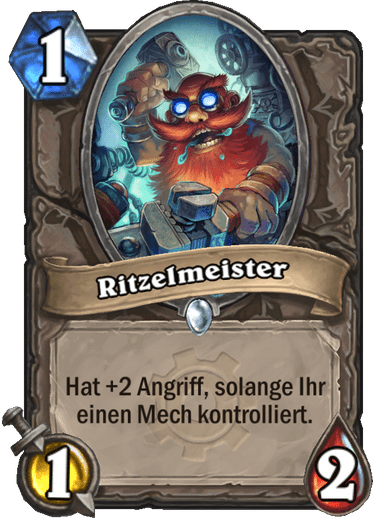 1
Ritzelmeister
Hat +2 Angriff, solange Ihr
einen Mech kontrolliert.
1
2